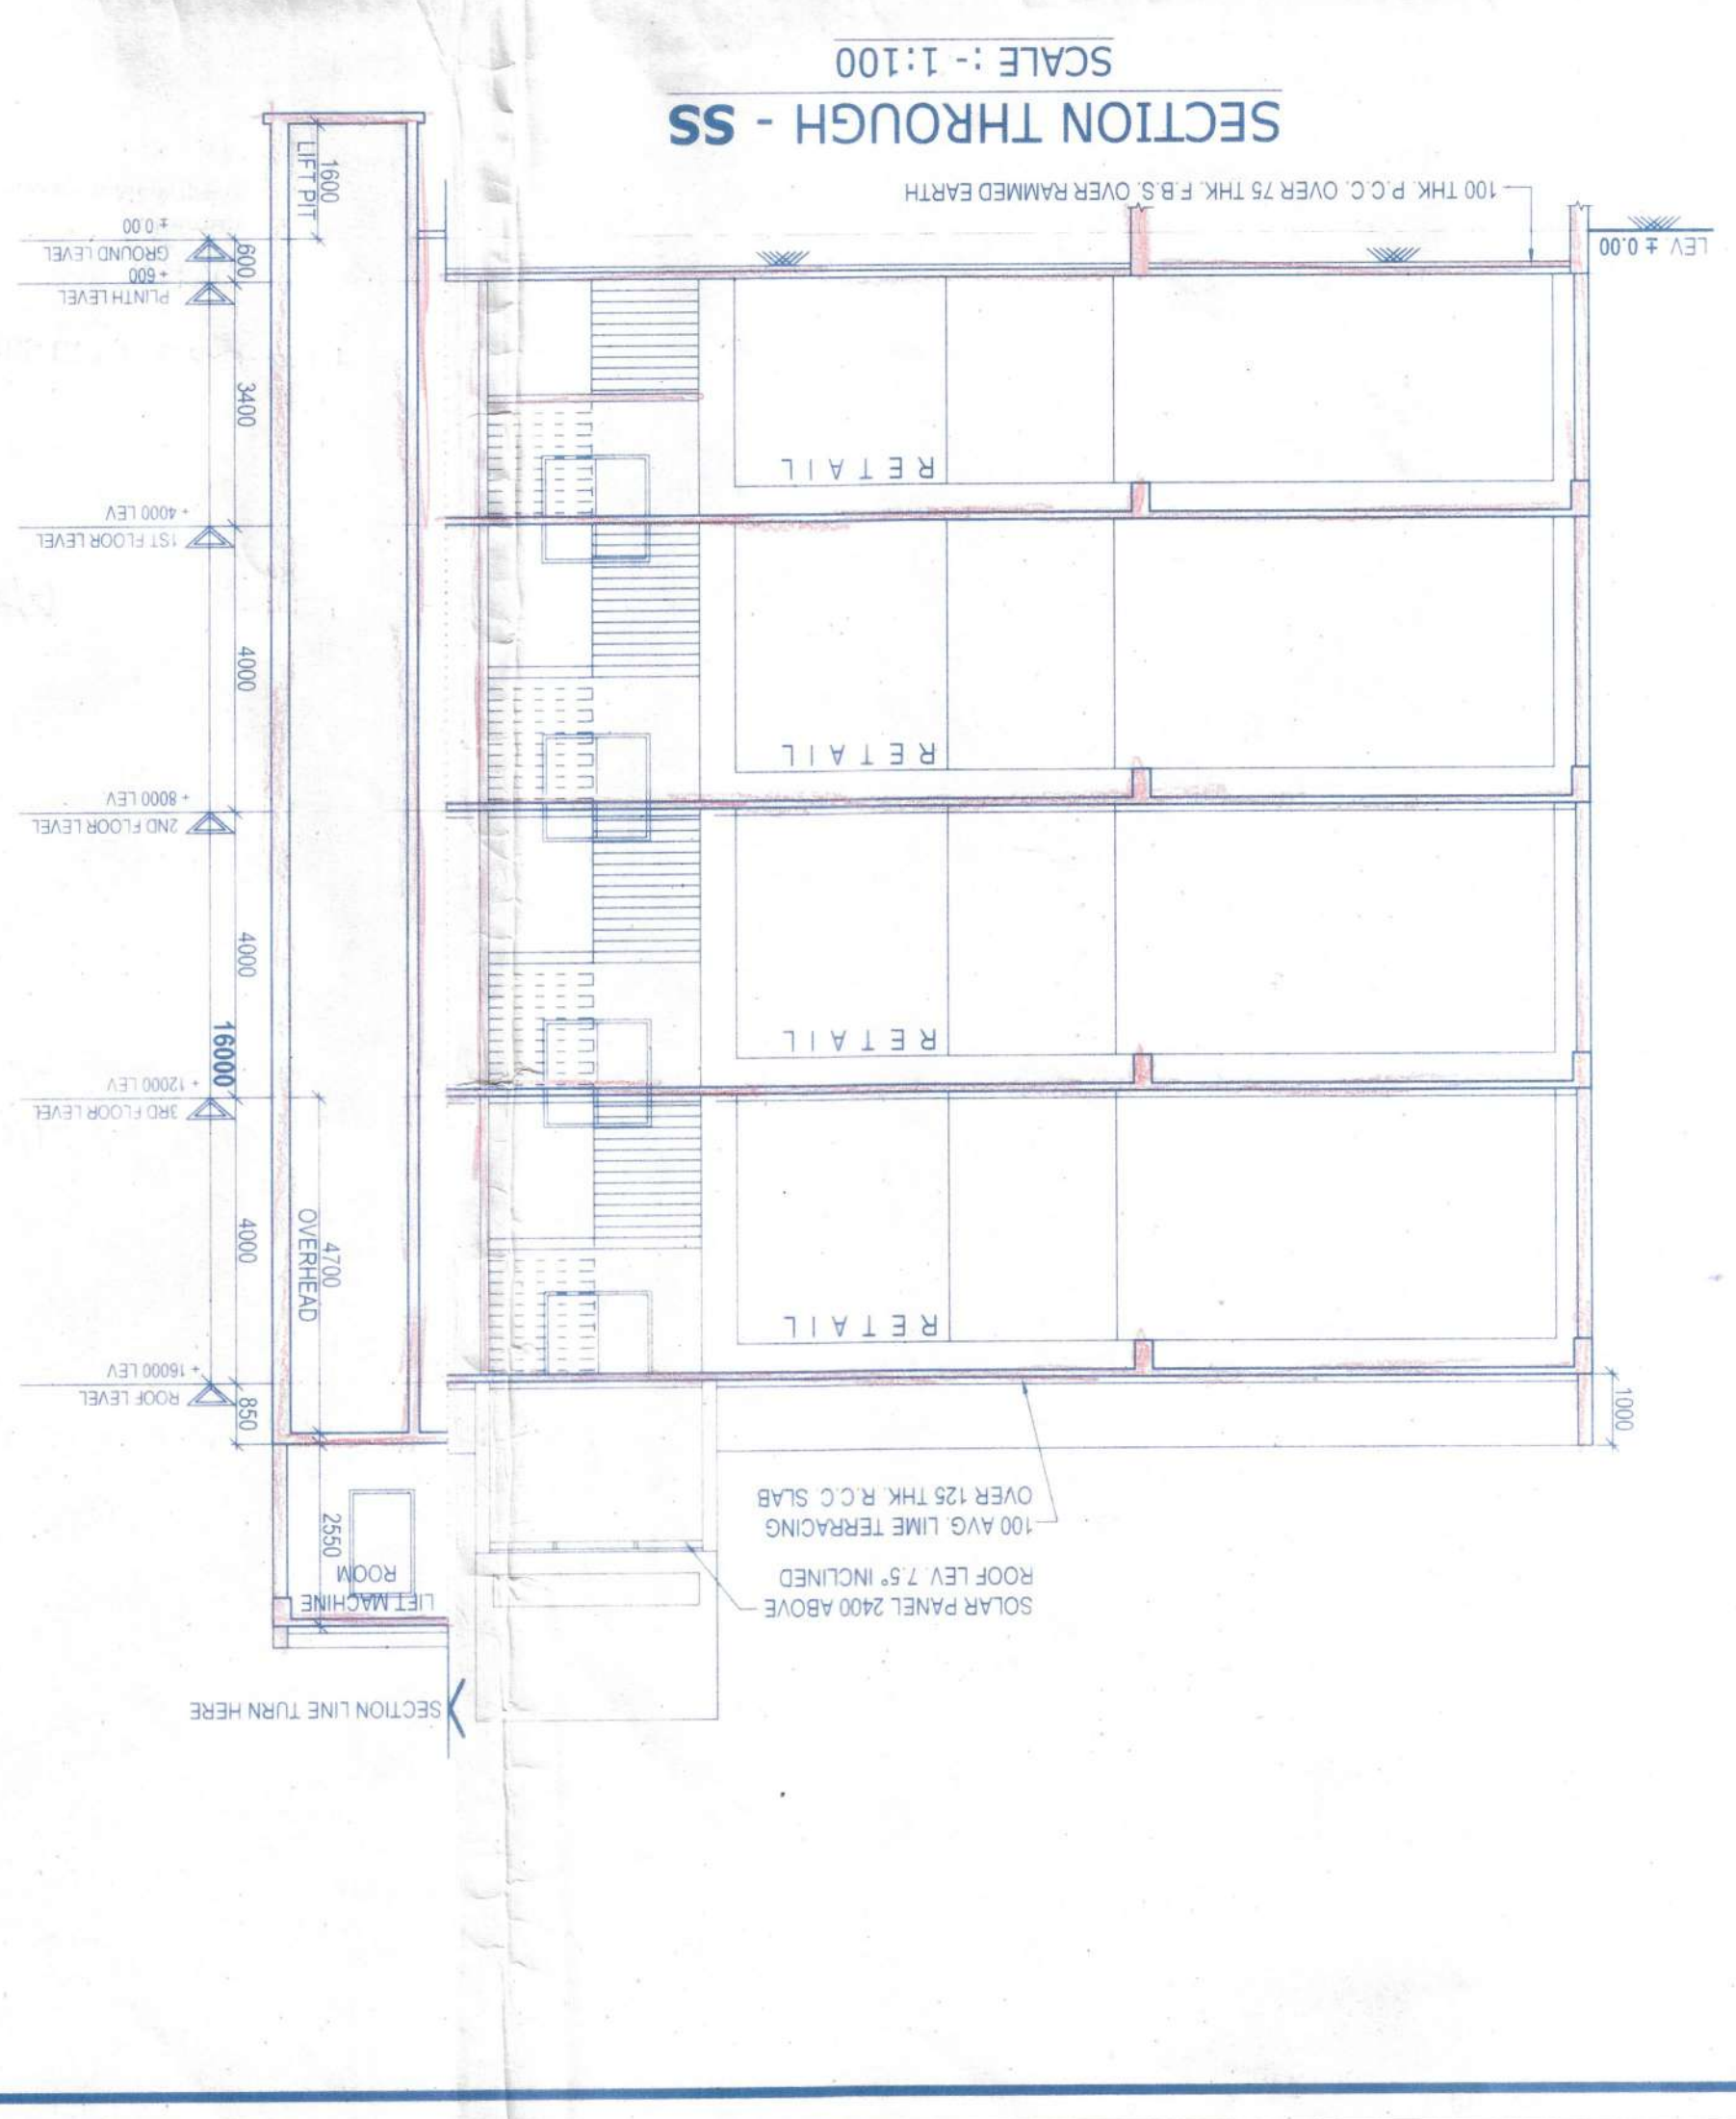 SECTION LINE TURN HERE
SOLAR PANEL 2400 ABOVE
ROOF LEV. 7.5° INCLINED
100 AVG. LIME TERRACING
OVER 125 THK. R.C.C. SLAB
LIFT MACHINE
ROOM
2550
1000
850
ROOF LEVEL
+ 16000 LEV
RETAIL
4700
OVERHEAD
4000
3RD FLOOR LEVEL
+ 12000 LEV
16000
RETAIL
4000
2ND FLOOR LEVEL
+ 8000 LEV
RETAIL
4000
1ST FLOOR LEVEL
+ 4000 LEV
RETAIL
3400
PLINTH LEVEL
+ 600
600
GROUND LEVEL
± 0.00
LEV ± 0.00
1600
LIFT PIT
100 THK. P.C.C. OVER 75 THK. F.B.S. OVER RAMMED EARTH
SECTION THROUGH - SS
SCALE :- 1:100